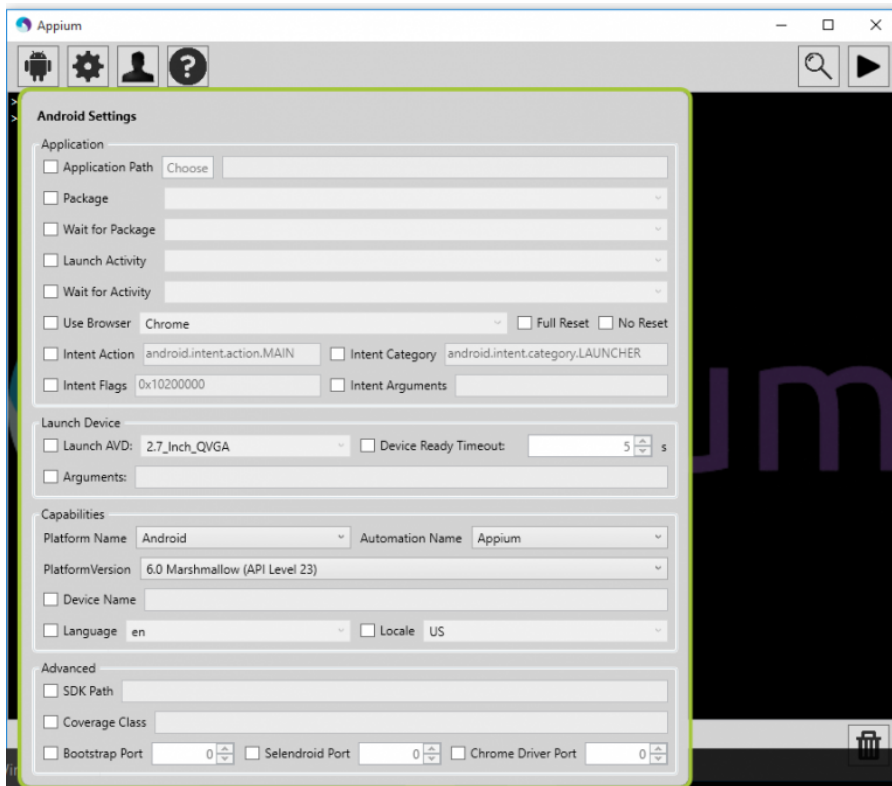 Appium
>
>
Android Settings
Application
Application Path Choose
Package
Wait for Package
Launch Activity
Wait for Activity
Use Browser Chrome Full Reset No Reset
Intent Action android.intent.action.MAIN Intent Category android.intent.category.LAUNCHER
Intent Flags 0x10200000 Intent Arguments
Launch Device
Launch AVD: 2.7_Inch_QVGA Device Ready Timeout: 5 s
Arguments:
Capabilities
Platform Name Android Automation Name Appium
PlatformVersion 6.0 Marshmallow (API Level 23)
Device Name
Language en Locale US
Advanced
SDK Path
Coverage Class
Bootstrap Port 0 Selendroid Port 0 Chrome Driver Port 0